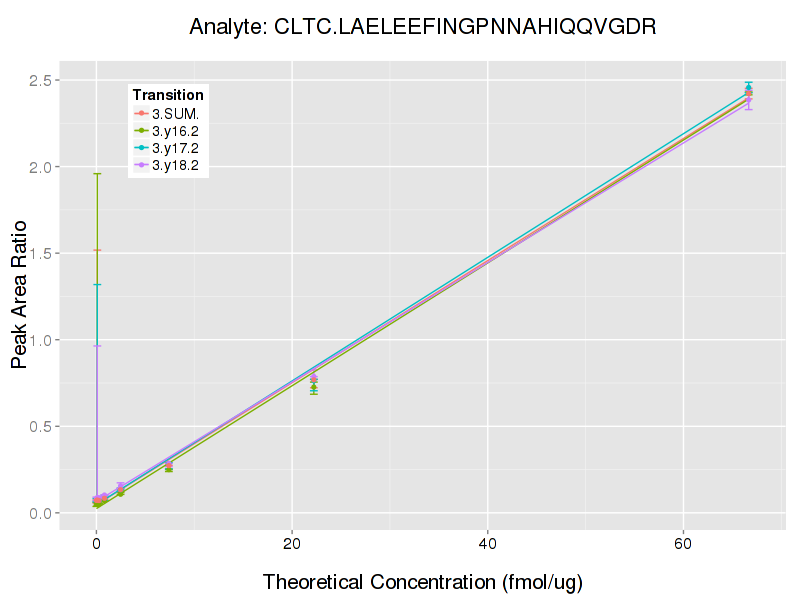 Analyte: CLTC.LAELEEFINGPNNAHIQQVGDR
Transition
3.SUM.
3.y16.2
3.y17.2
3.y18.2
Peak Area Ratio
2.5
2.0
1.5
1.0
0.5
0.0
0 20 40 60
Theoretical Concentration (fmol/ug)